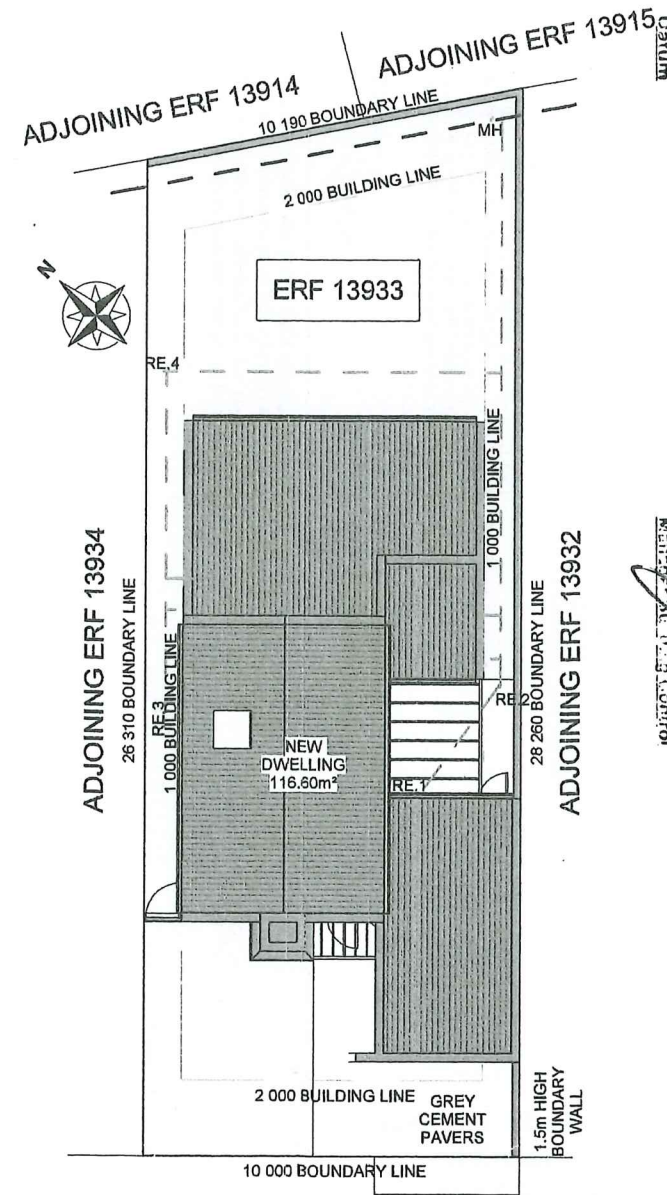 ADJOINING ERF 13914
ADJOINING ERF 13915
10 190 BOUNDARY LINE
MH
2 000 BUILDING LINE
N
ERF 13933
RE.4
1 000 BUILDING LINE
ADJOINING ERF 13934
26 310 BOUNDARY LINE
1 000 BUILDING LINE
RE.3
NEW
DWELLING
116.60m²
RE.1
RE.2
28 260 BOUNDARY LINE
ADJOINING ERF 13932
2 000 BUILDING LINE
GREY
CEMENT
PAVERS
1.5m HIGH
BOUNDARY
WALL
10 000 BOUNDARY LINE